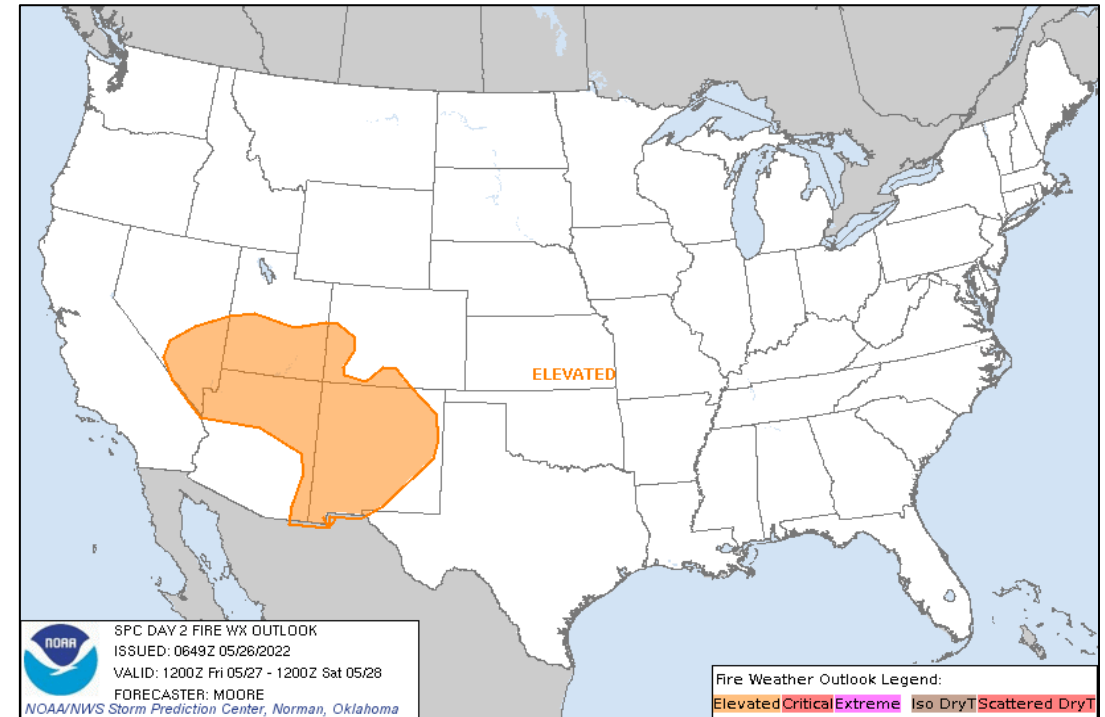 ELEVATED
NOAA
SPC DAY 2 FIRE WX OUTLOOK
ISSUED: 0649Z 05/26/2022
VALID: 1200Z Fri 05/27 - 1200Z Sat 05/28
FORECASTER: MOORE
NOAA/NWS Storm Prediction Center, Norman, Oklahoma
Fire Weather Outlook Legend:
Elevated Critical Extreme Iso DryT Scattered DryT